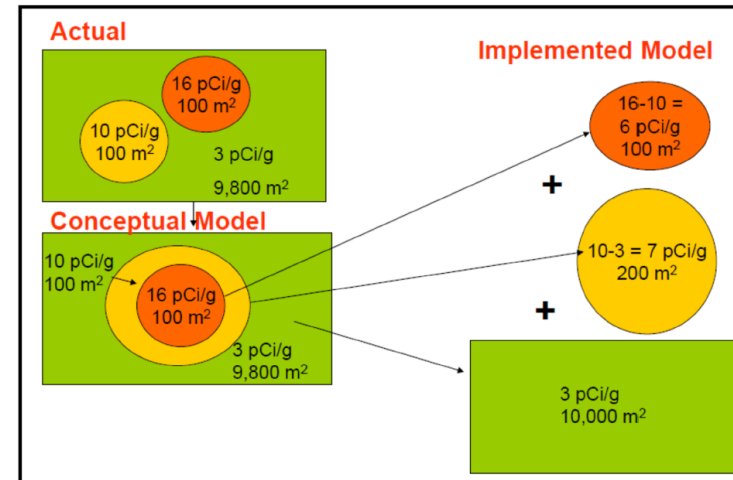 Actual
16 pCi/g
100 m²
10 pCi/g
100 m²
3 pCi/g
9,800 m²
Conceptual Model
10 pCi/g
100 m²
16 pCi/g
100 m²
3 pCi/g
9,800 m²
Implemented Model
16-10 =
6 pCi/g
100 m²
+
10-3 = 7 pCi/g
200 m²
+
3 pCi/g
10,000 m²